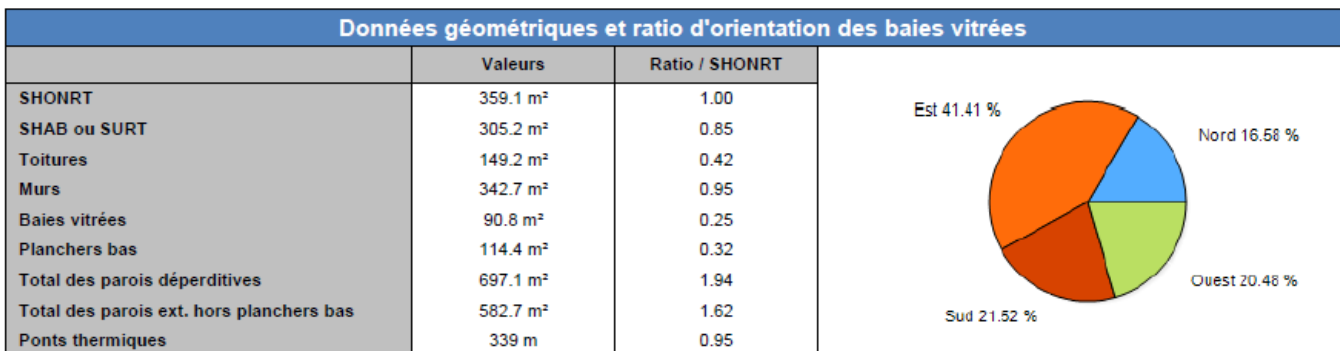 Données géométriques et ratio d'orientation des baies vitrées
Valeurs Ratio / SHONRT
SHONRT 359.1 m² 1.00
SHAB ou SURT 305.2 m² 0.85
Toitures 149.2 m² 0.42
Murs 342.7 m² 0.95
Baies vitrées 90.8 m² 0.25
Planchers bas 114.4 m² 0.32
Total des parois déperditives 697.1 m² 1.94
Total des parois ext. hors planchers bas 582.7 m² 1.62
Ponts thermiques 339 m 0.95
Est 41.41 %
Nord 16.58 %
Ouest 20.48 %
Sud 21.52 %